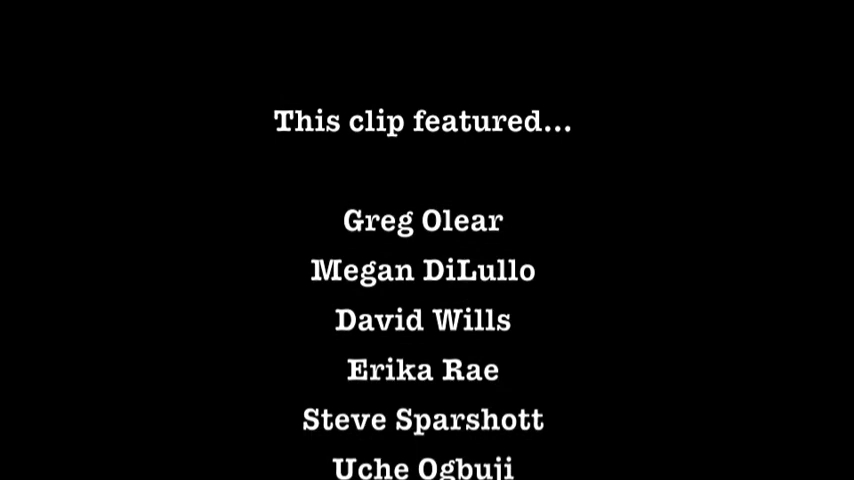 This clip featured...
Greg Olear
Megan DiLullo
David Wills
Erika Rae
Steve Sparshott
Uche Ogbuji